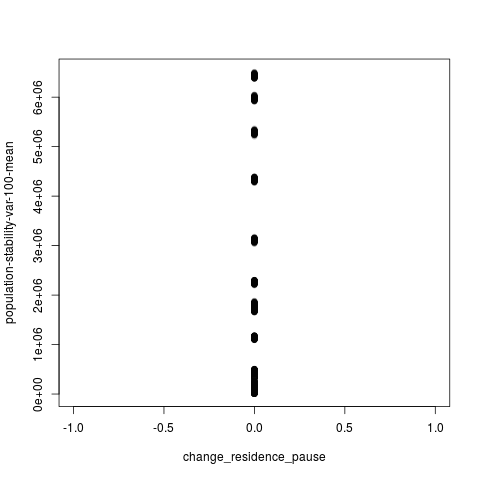 6e+06
5e+06
4e+06
3e+06
2e+06
1e+06
0e+00
population-stability-var-100-mean
-1.0 -0.5 0.0 0.5 1.0
change_residence_pause